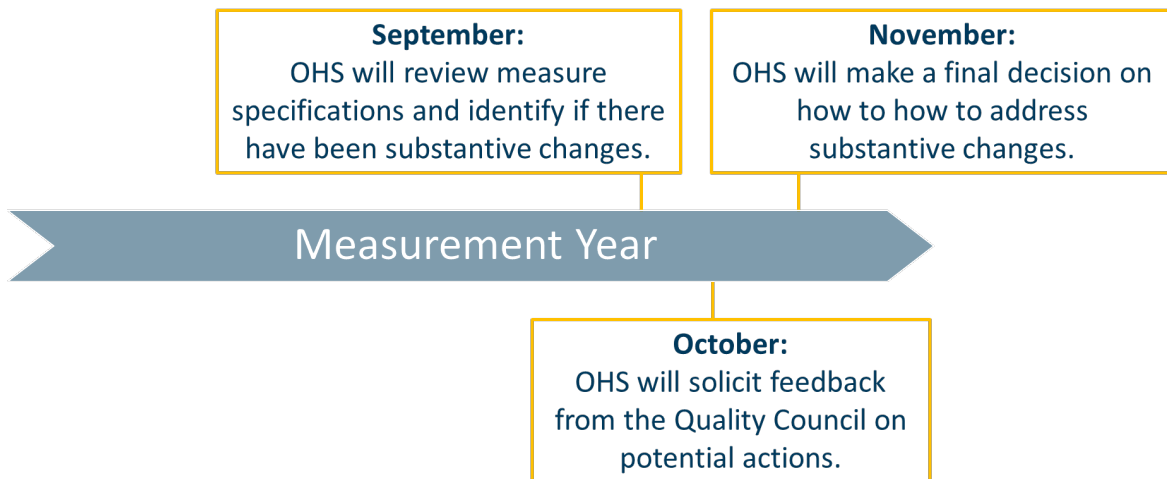 September:
OHS will review measure
specifications and identify if there
have been substantive changes.
November:
OHS will make a final decision on
how to how to address
substantive changes.
Measurement Year
October:
OHS will solicit feedback
from the Quality Council on
potential actions.